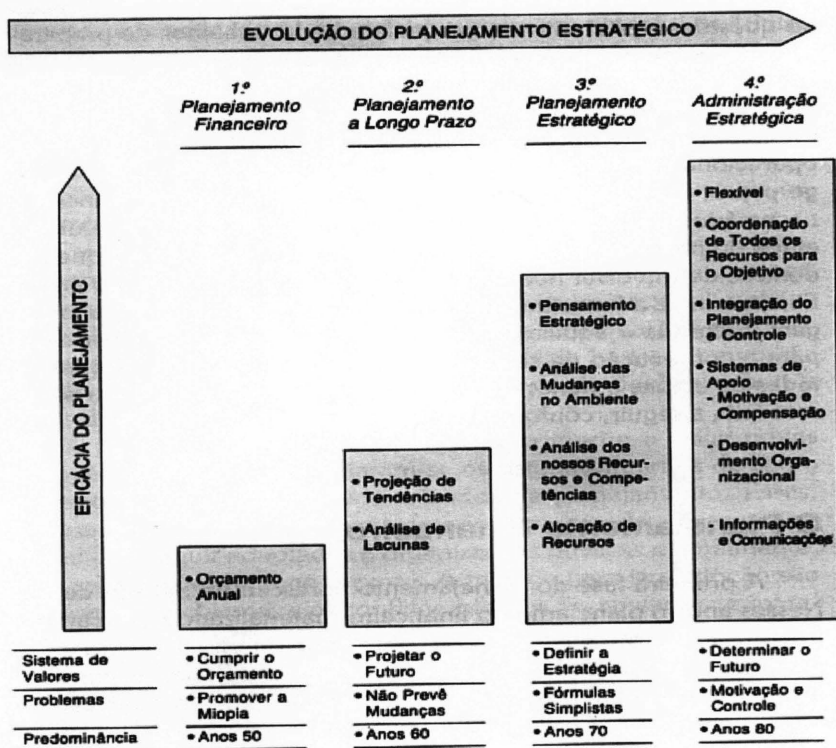 EVOLUÇÃO DO PLANEJAMENTO ESTRATÉGICO
1º
Planejamento
Financeiro
2º
Planejamento
a Longo Prazo
3º
Planejamento
Estratégico
4º
Administração
Estratégica
EFICÁCIA DO PLANEJAMENTO
• Orçamento
Anual
• Projeção de
Tendências
• Análise de
Lacunas
• Pensamento
Estratégico
• Análise das
Mudanças
no Ambiente
• Análise dos
nossos Recur-
sos e Compe-
tências
• Alocação de
Recursos
• Flexível
• Coordenação
de Todos os
Recursos para
o Objetivo
• Integração do
Planejamento
e Controle
• Sistemas de
Apoio
- Motivação e
Compensação
- Desenvolvi-
mento Orga-
nizacional
- Informações
e Comunicações
Sistema de
Valores
• Cumprir o
Orçamento
• Projetar o
Futuro
• Definir a
Estratégia
• Determinar o
Futuro
Problemas
• Promover a
Miopia
• Não Prevê
Mudanças
• Fórmulas
Simplistas
• Motivação e
Controle
Predominância
• Anos 50
• Anos 60
• Anos 70
• Anos 80